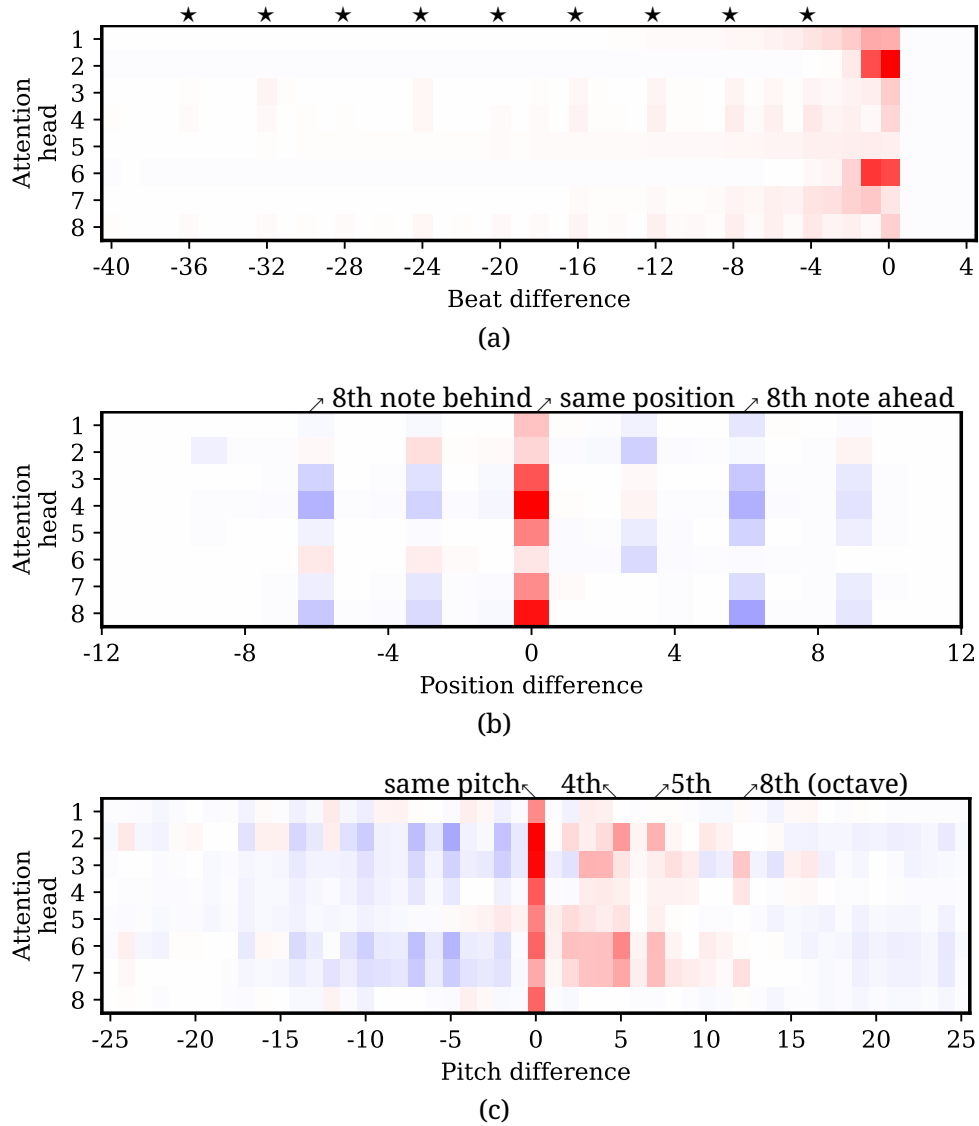 ★ ★ ★ ★ ★ ★ ★ ★ ★
Attention
head
1
2
3
4
5
6
7
8
-40 -36 -32 -28 -24 -20 -16 -12 -8 -4 0 4
Beat difference
(a)
8th note behind same position 8th note ahead
Attention
head
1
2
3
4
5
6
7
8
-12 -8 -4 0 4 8 12
Position difference
(b)
same pitch 4th 5th 8th (octave)
Attention
head
1
2
3
4
5
6
7
8
-25 -20 -15 -10 -5 0 5 10 15 20 25
Pitch difference
(c)